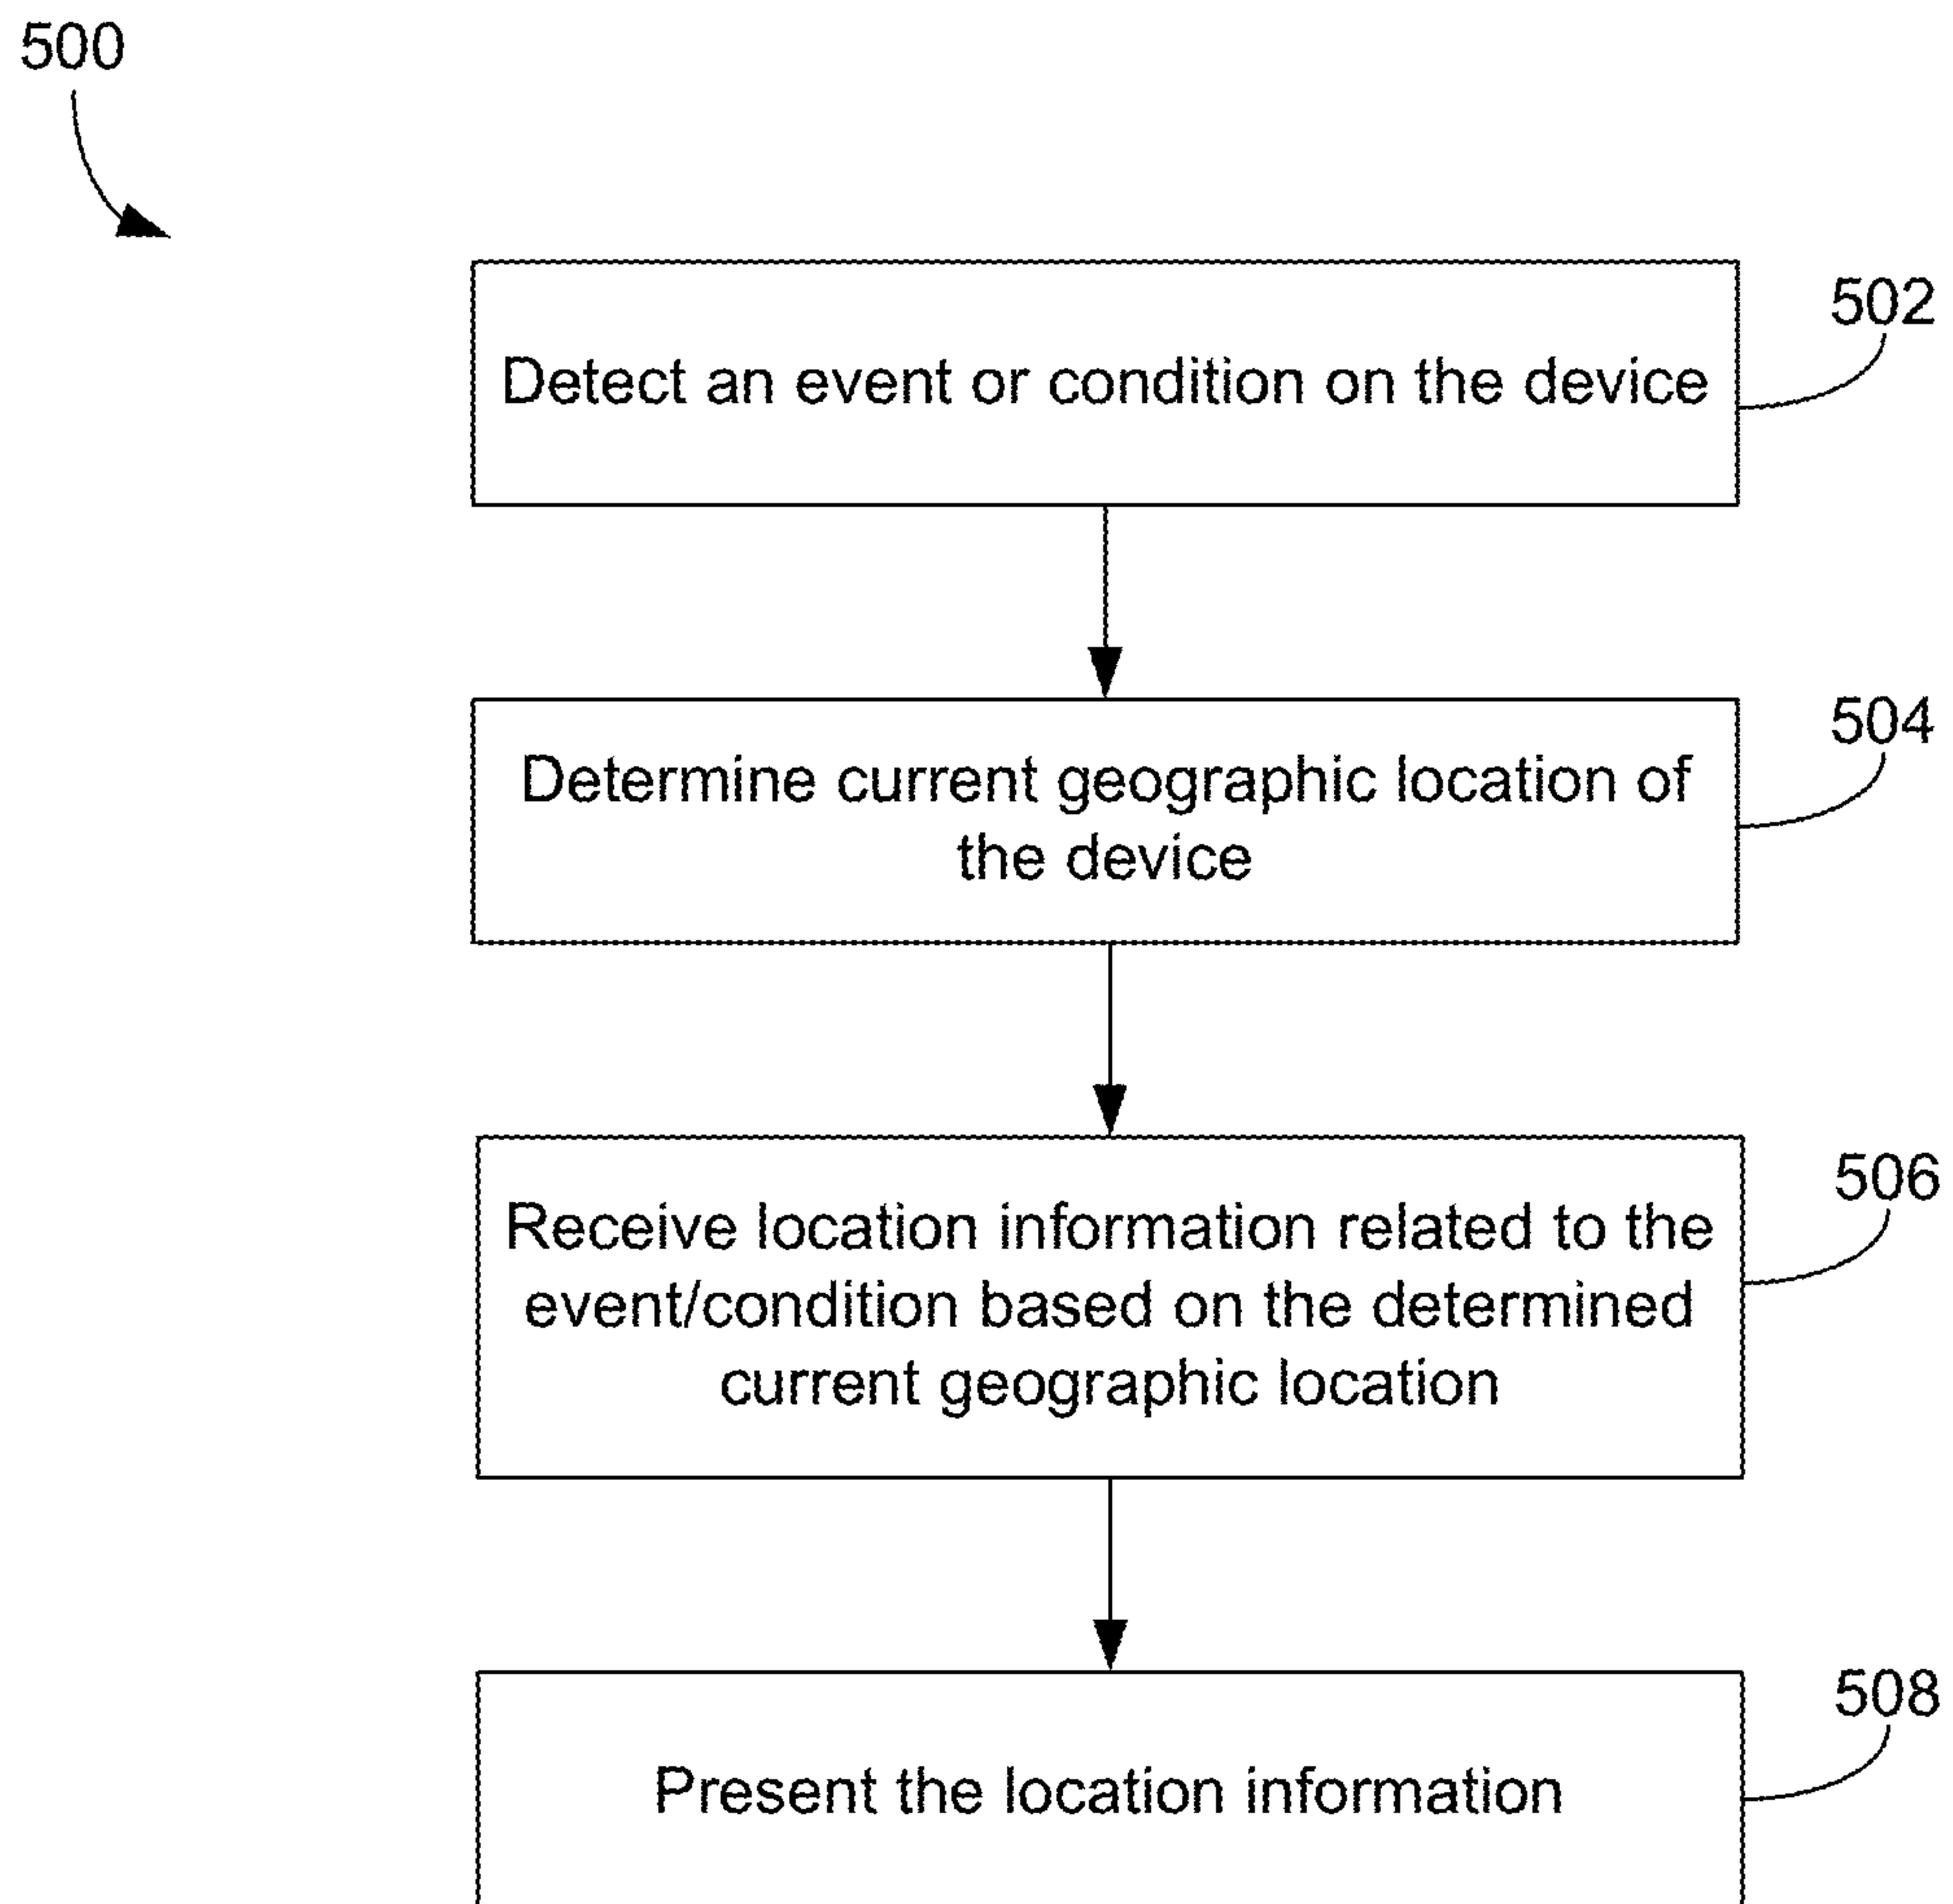 500
502
Detect an event or condition on the device
504
Determine current geographic location of
the device
506
Receive location information related to the
event/condition based on the determined
current geographic location
508
Present the location information